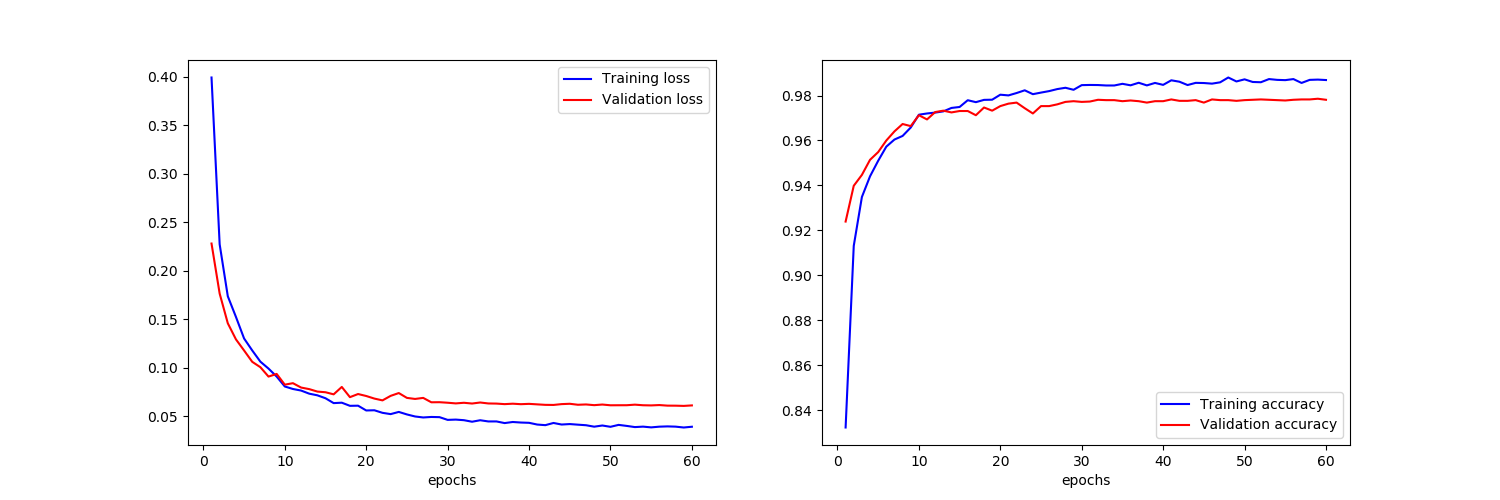 0.40
0.35
0.30
0.25
0.20
0.15
0.10
0.05
Training loss
Validation loss
0 10 20 30 40 50 60
epochs
0.98
0.96
0.94
0.92
0.90
0.88
0.86
0.84
Training accuracy
Validation accuracy
0 10 20 30 40 50 60
epochs